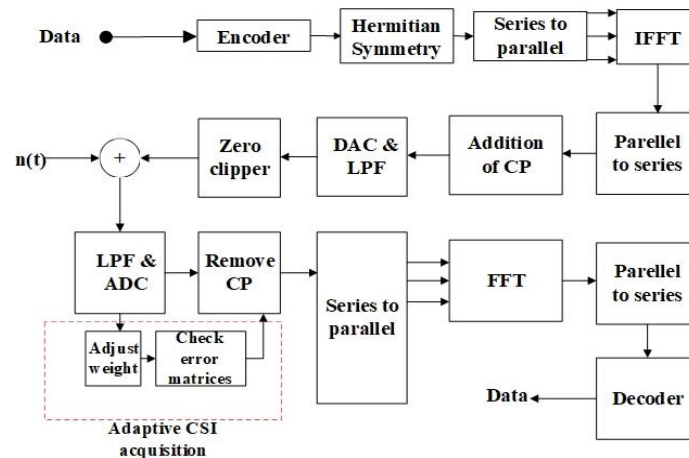 Data
Encoder
Hermitian
Symmetry
Series to
parallel
IFFT
n(t)
+
Zero
clipper
DAC &
LPF
Addition
of CP
Parellel
to series
LPF &
ADC
Remove
CP
Series to
parallel
FFT
Parellel
to series
Adjust
weight
Check
error
matrices
Data
Decoder
Adaptive CSI
acquisition